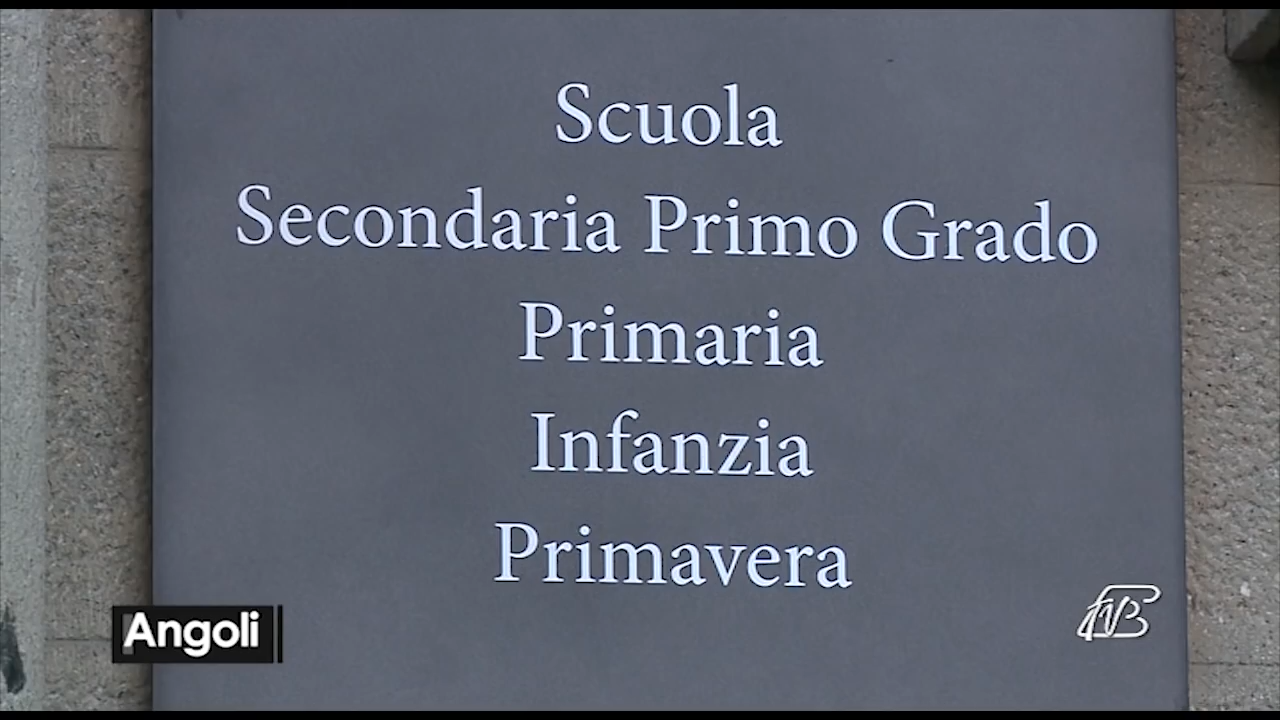 Scuola
Secondaria Primo Grado
Primaria
Infanzia
Primavera
Angoli